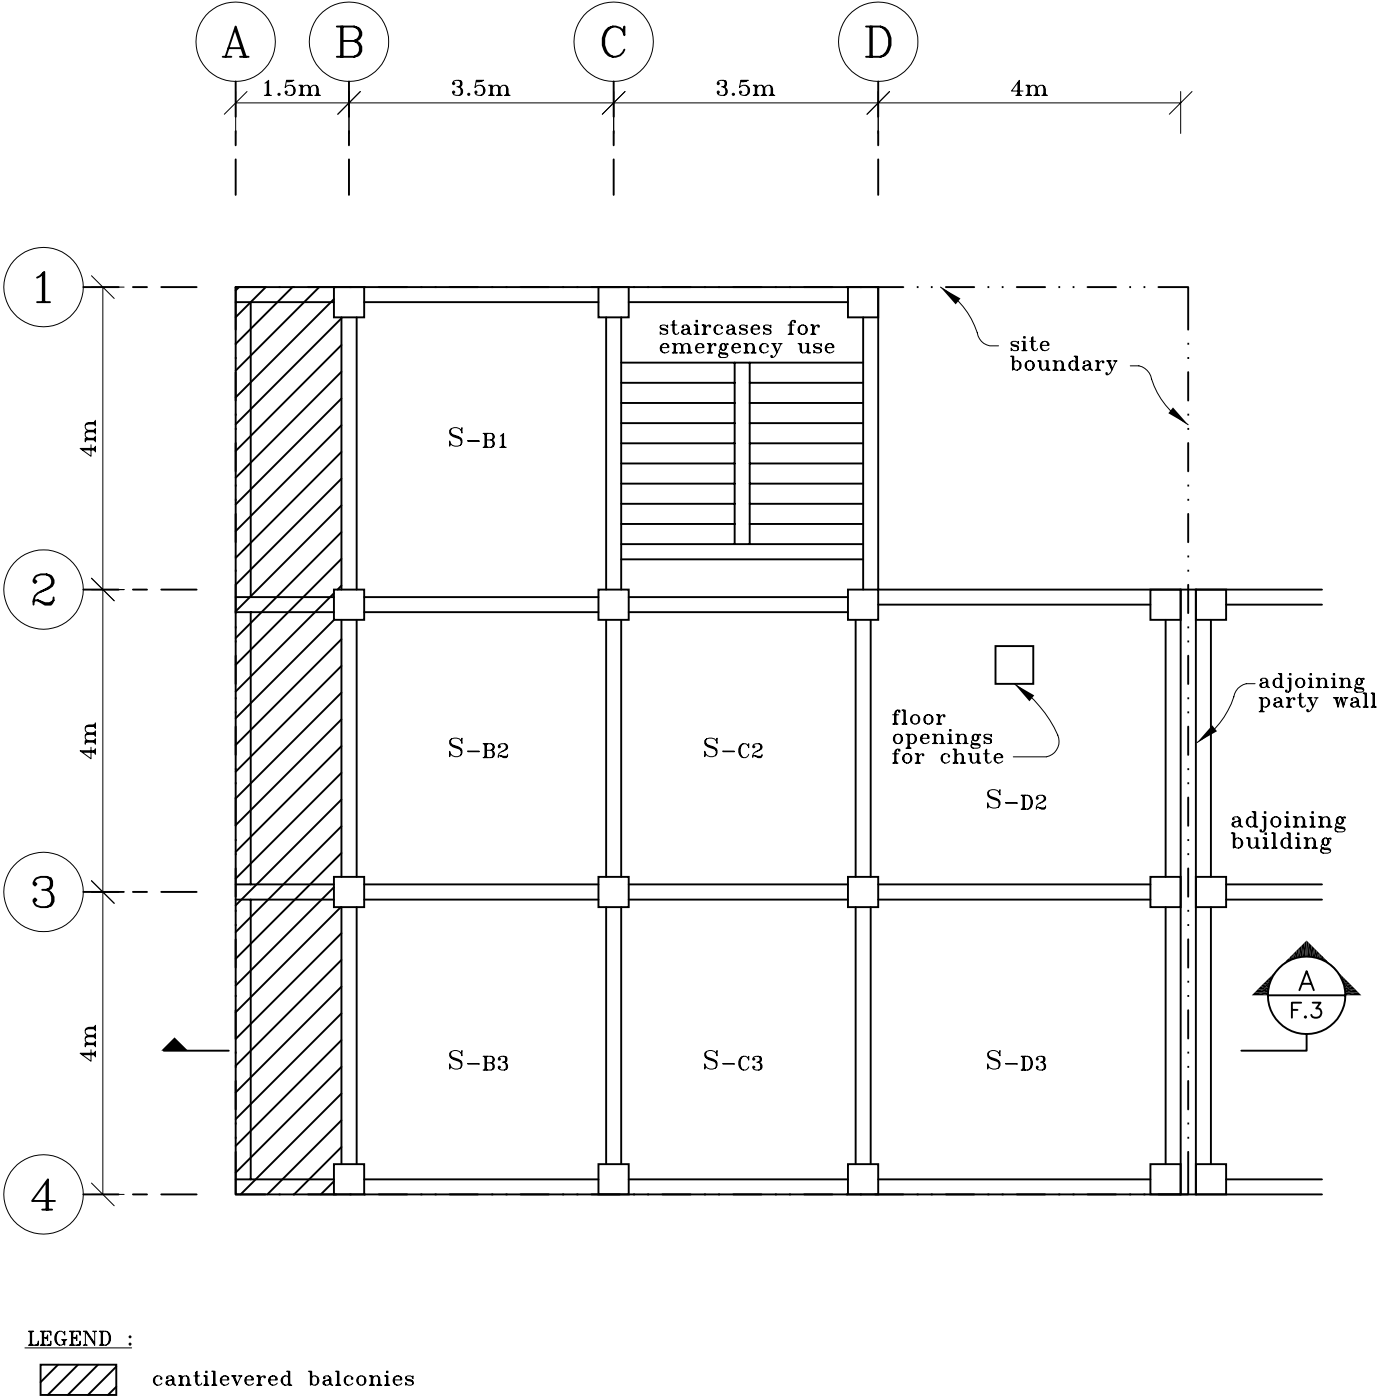 A B C D
1.5m 3.5m 3.5m 4m
1
staircases for
emergency use
site
boundary
4m
S-B1
2
adjoining
party wall
floor
openings
for chute
4m
S-B2 S-C2
S-D2
adjoining
building
3
A
F.3
4m
S-B3 S-C3 S-D3
4
LEGEND :
cantilevered balconies